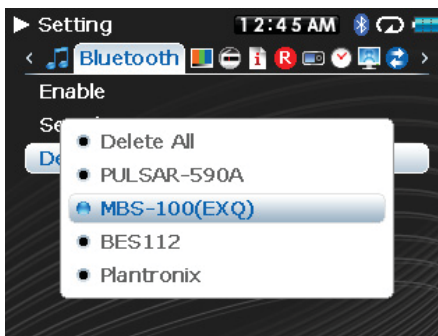 Setting 12:45 AM
Bluetooth i R
Enable
Se
De
Delete All
PULSAR-590A
MBS-100(EXQ)
BES112
Plantronix